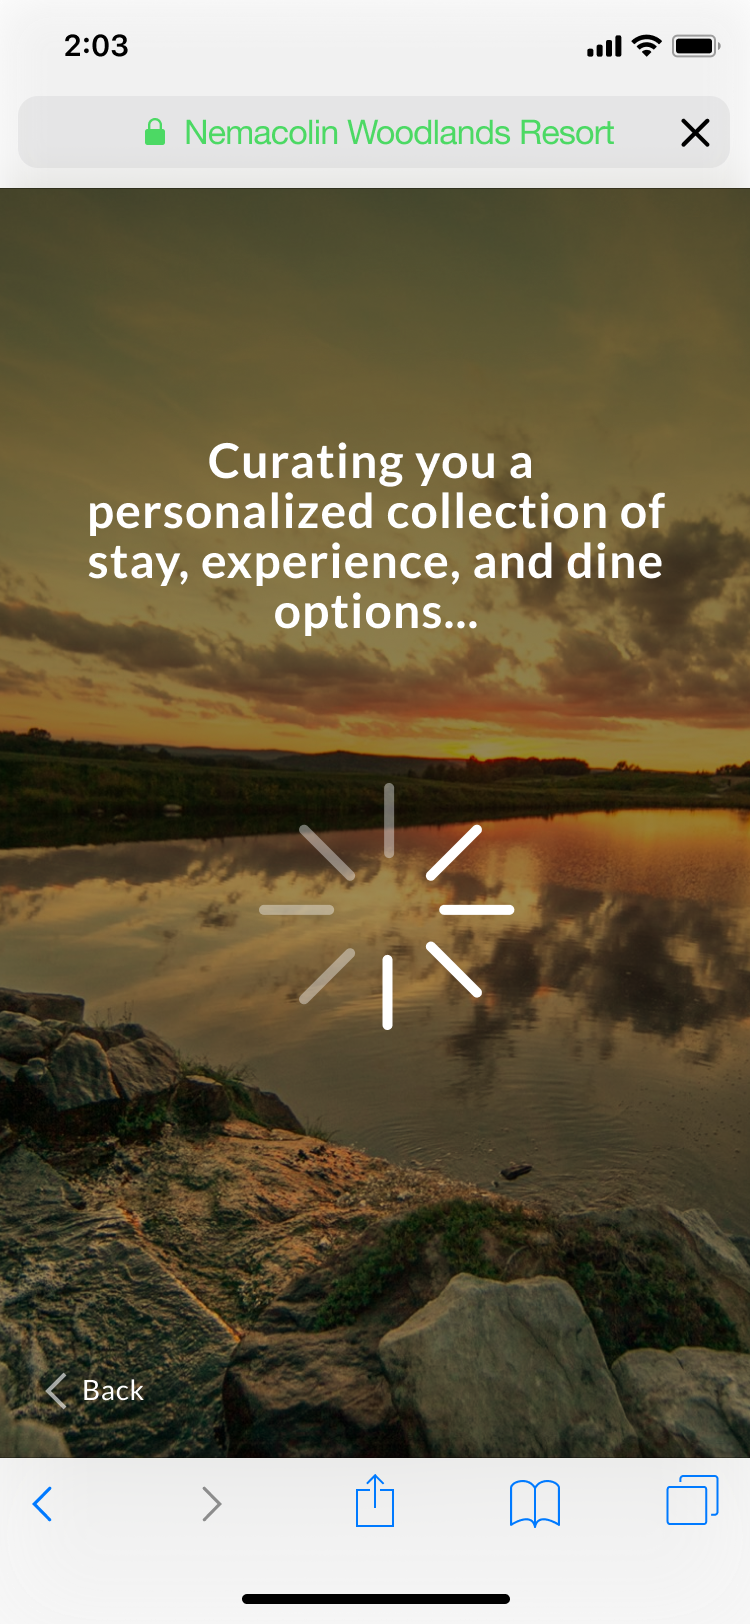 2:03
Nemacolin Woodlands Resort
Curating you a
personalized collection of
stay, experience, and dine
options...
Back